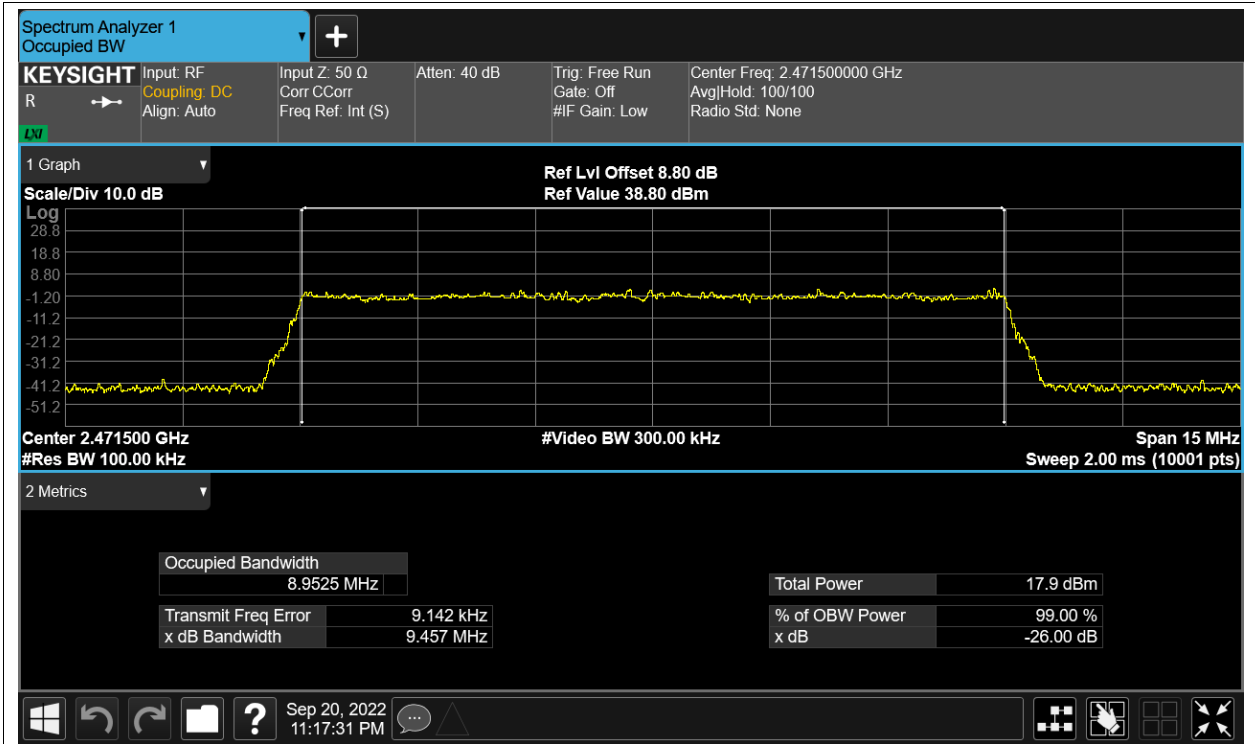 Spectrum Analyzer 1
Occupied BW
KEYSIGHT Input: RF Input Z: 50 Ω Atten: 40 dB Trig: Free Run Center Freq: 2.471500000 GHz
R Coupling: DC Corr CCorr Gate: Off Avg|Hold: 100/100
Align: Auto Freq Ref: Int (S) #IF Gain: Low Radio Std: None
LXI
1 Graph
Ref Lvl Offset 8.80 dB
Scale/Div 10.0 dB Ref Value 38.80 dBm
Log
28.8
18.8
8.80
-1.20
-11.2
-21.2
-31.2
-41.2
-51.2
Center 2.471500 GHz #Video BW 300.00 kHz Span 15 MHz
#Res BW 100.00 kHz Sweep 2.00 ms (10001 pts)
2 Metrics
Occupied Bandwidth
8.9525 MHz Total Power 17.9 dBm
Transmit Freq Error 9.142 kHz % of OBW Power 99.00 %
x dB Bandwidth 9.457 MHz x dB -26.00 dB
? Sep 20, 2022
11:17:31 PM